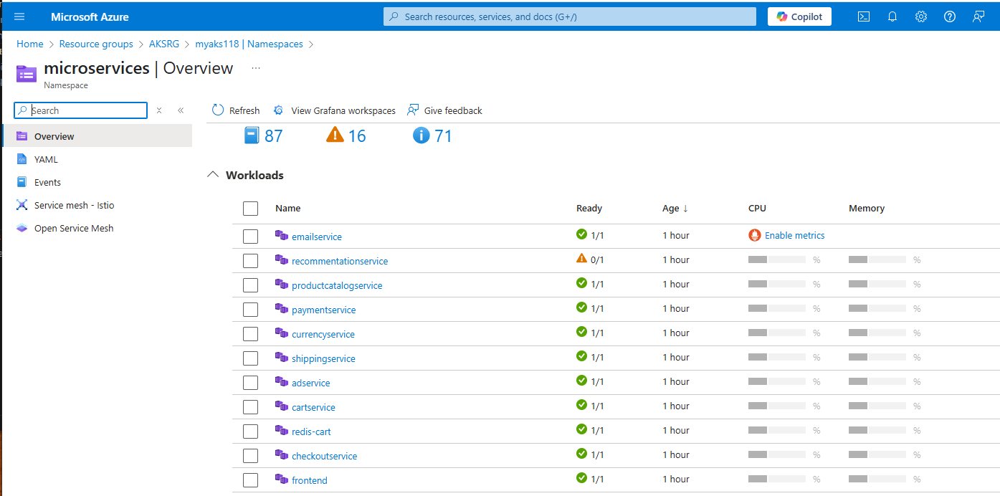 Microsoft Azure
Search resources, services, and docs (G+/)
Copilot
Home > Resource groups > AKSRG > myaks118 | Namespaces >
microservices | Overview ...
Namespace
Search
Refresh View Grafana workspaces Give feedback
Overview
YAML
Events
Service mesh - Istio
Open Service Mesh
87 16 71
Workloads
Name Ready Age ↓ CPU Memory
emailservice 1/1 1 hour Enable metrics
recommentationservice 0/1 1 hour % %
productcatalogservice 1/1 1 hour % %
paymentservice 1/1 1 hour % %
currencyservice 1/1 1 hour % %
shippingservice 1/1 1 hour % %
adservice 1/1 1 hour % %
cartservice 1/1 1 hour % %
redis-cart 1/1 1 hour % %
checkoutservice 1/1 1 hour % %
frontend 1/1 1 hour % %